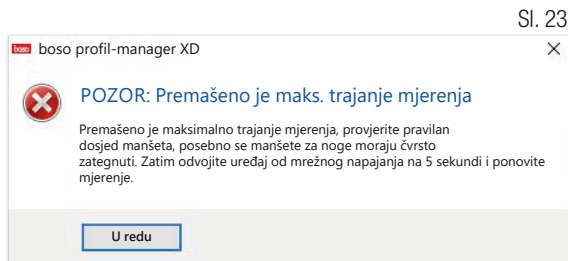 Sl. 23
boso boso profil-manager XD
POZOR: Premašeno je maks. trajanje mjerenja
Premašeno je maksimalno trajanje mjerenja, provjerite pravilan
dosjed manšeta, posebno se manšete za noge moraju čvrsto
zategnuti. Zatim odvojite uređaj od mrežnog napajanja na 5 sekundi i ponovite
mjerenje.
U redu